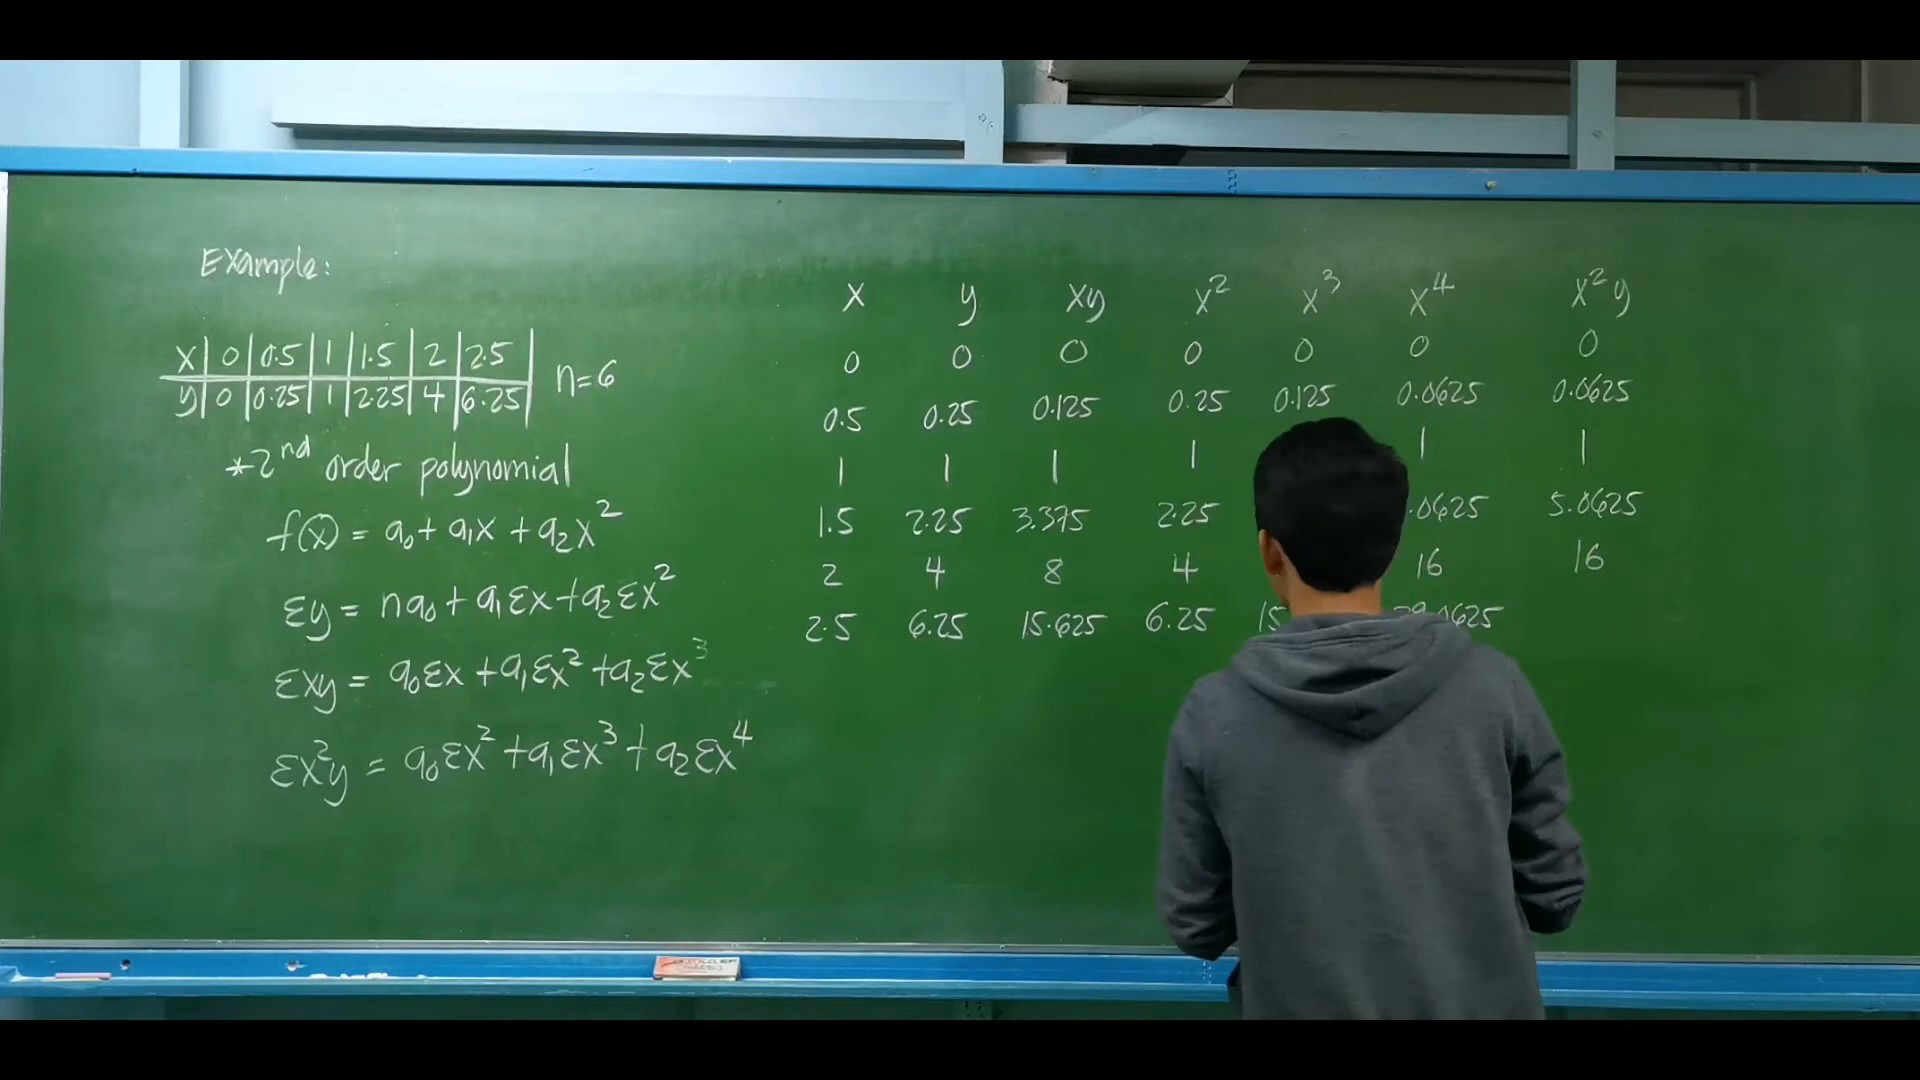 Example:
x | 0 | 0.5 | 1 | 1.5 | 2 | 2.5 |
y | 0 | 0.25 | 1 | 2.25 | 4 | 6.25 |
n=6
*2nd order polynomial
f(x) = a₀ + a₁x + a₂x²
Σy = na₀ + a₁Σx + a₂Σx²
Σxy = a₀Σx + a₁Σx² + a₂Σx³
Σx²y = a₀Σx² + a₁Σx³ + a₂Σx⁴
x y xy x² x³ x⁴ x²y
0 0 0 0 0 0 0
0.5 0.25 0.125 0.25 0.125 0.0625 0.0625
1 1 1 1 1 1
1.5 2.25 3.375 2.25 .0625 5.0625
2 4 8 4 16 16
2.5 6.25 15.625 6.25 15